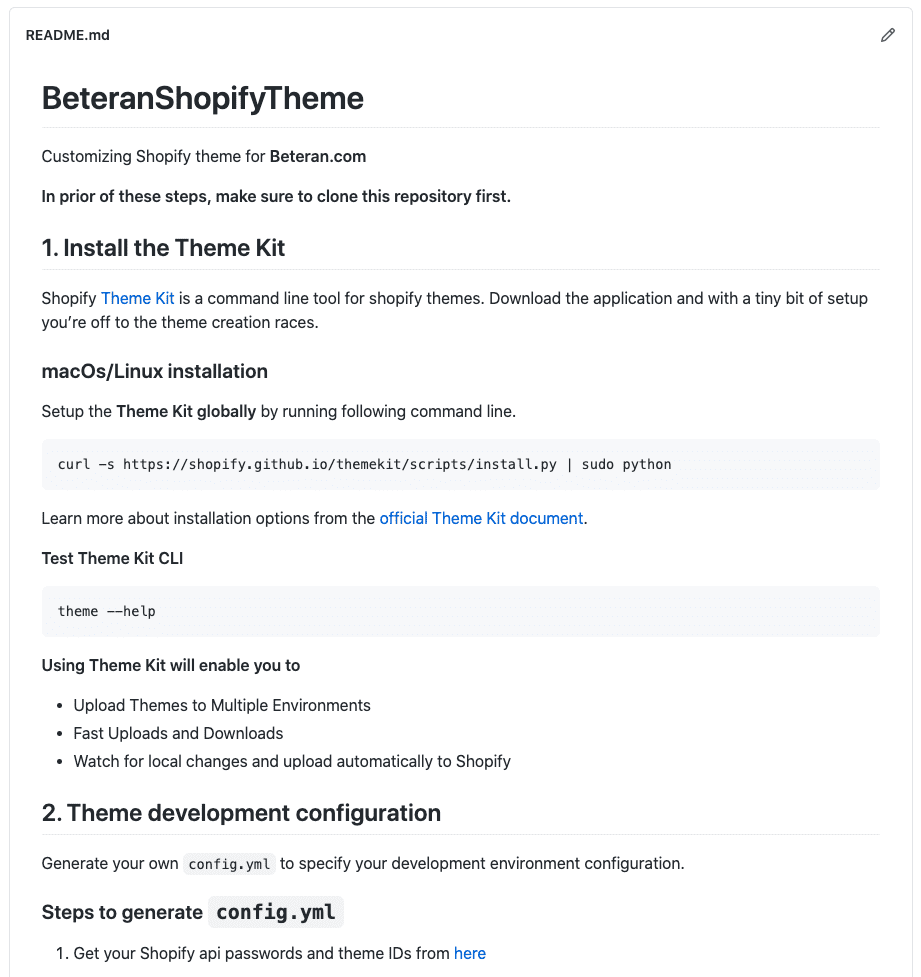 README.md
BeteranShopifyTheme
Customizing Shopify theme for Beteran.com
In prior of these steps, make sure to clone this repository first.
1. Install the Theme Kit
Shopify Theme Kit is a command line tool for shopify themes. Download the application and with a tiny bit of setup
you’re off to the theme creation races.
macOs/Linux installation
Setup the Theme Kit globally by running following command line.
curl -s https://shopify.github.io/themekit/scripts/install.py | sudo python
Learn more about installation options from the official Theme Kit document.
Test Theme Kit CLI
theme --help
Using Theme Kit will enable you to
• Upload Themes to Multiple Environments
• Fast Uploads and Downloads
• Watch for local changes and upload automatically to Shopify
2. Theme development configuration
Generate your own config.yml to specify your development environment configuration.
Steps to generate config.yml
1. Get your Shopify api passwords and theme IDs from here